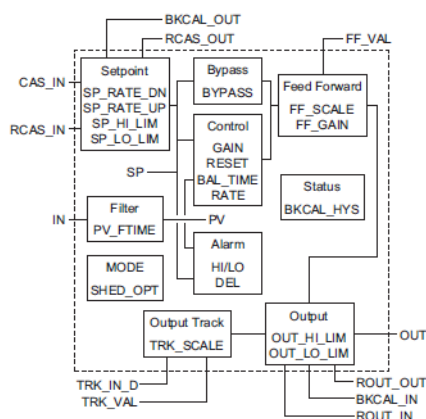 BKCAL_OUT
RCAS_OUT
FF_VAL
CAS_IN
RCAS_IN
Setpoint
SP_RATE_DN
SP_RATE_UP
SP_HI_LIM
SP_LO_LIM
Bypass
BYPASS
Feed Forward
FF_SCALE
FF_GAIN
Control
GAIN
RESET
BAL_TIME
RATE
SP
Status
BKCAL_HYS
IN
Filter
PV_FTIME
PV
Alarm
HI/LO
DEL
MODE
SHED_OPT
Output Track
TRK_SCALE
Output
OUT_HI_LIM
OUT_LO_LIM
OUT
TRK_IN_D
TRK_VAL
ROUT_OUT
BKCAL_IN
ROUT_IN